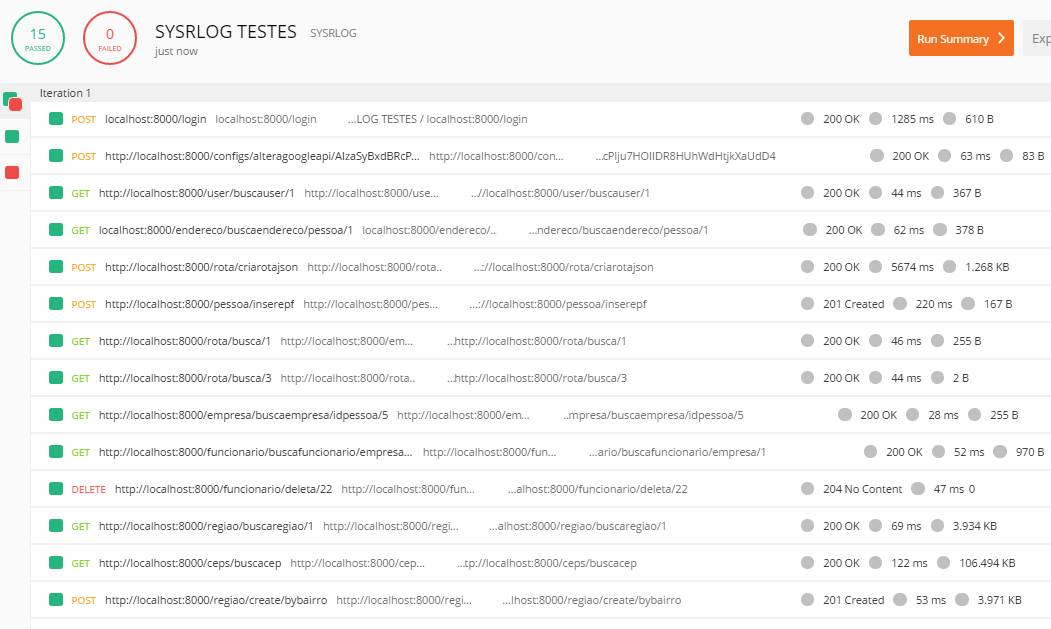 15 PASSED 0 FAILED SYSRLOG TESTES SYSRLOG just now Run Summary Exp
Iteration 1
POST localhost:8000/login localhost:8000/login ...LOG TESTES / localhost:8000/login 200 OK 1285 ms 610 B
POST http://localhost:8000/configs/alteragoogleapi/AIzaSyBxdBRcP... http://localhost:8000/con... ...cPlju7HOIIDR8HUhWdHtjkXaUdD4 200 OK 63 ms 83 B
GET http://localhost:8000/user/buscauser/1 http://localhost:8000/use... ...//localhost:8000/user/buscauser/1 200 OK 44 ms 367 B
GET localhost:8000/endereco/buscaendereco/pessoa/1 localhost:8000/endereco/.. ...ndereco/buscaendereco/pessoa/1 200 OK 62 ms 378 B
POST http://localhost:8000/rota/criarotajson http://localhost:8000/rota.. ...://localhost:8000/rota/criarotajson 200 OK 5674 ms 1.268 KB
POST http://localhost:8000/pessoa/inserepf http://localhost:8000/pes... ...://localhost:8000/pessoa/inserepf 201 Created 220 ms 167 B
GET http://localhost:8000/rota/busca/1 http://localhost:8000/em... ...http://localhost:8000/rota/busca/1 200 OK 46 ms 255 B
GET http://localhost:8000/rota/busca/3 http://localhost:8000/rota.. ...http://localhost:8000/rota/busca/3 200 OK 44 ms 2 B
GET http://localhost:8000/empresa/buscaempresa/idpessoa/5 http://localhost:8000/em... ..mpresa/buscaempresa/idpessoa/5 200 OK 28 ms 255 B
GET http://localhost:8000/funcionario/buscafuncionario/empresa... http://localhost:8000/fun... ...ario/buscafuncionario/empresa/1 200 OK 52 ms 970 B
DELETE http://localhost:8000/funcionario/deleta/22 http://localhost:8000/fun... ...alhost:8000/funcionario/deleta/22 204 No Content 47 ms 0
GET http://localhost:8000/regiao/buscaregiao/1 http://localhost:8000/regi... ...alhost:8000/regiao/buscaregiao/1 200 OK 69 ms 3.934 KB
GET http://localhost:8000/ceps/buscacep http://localhost:8000/cep... ...tp://localhost:8000/ceps/buscacep 200 OK 122 ms 106.494 KB
POST http://localhost:8000/regiao/create/bybairro http://localhost:8000/regi... ...lhost:8000/regiao/create/bybairro 201 Created 53 ms 3.971 KB